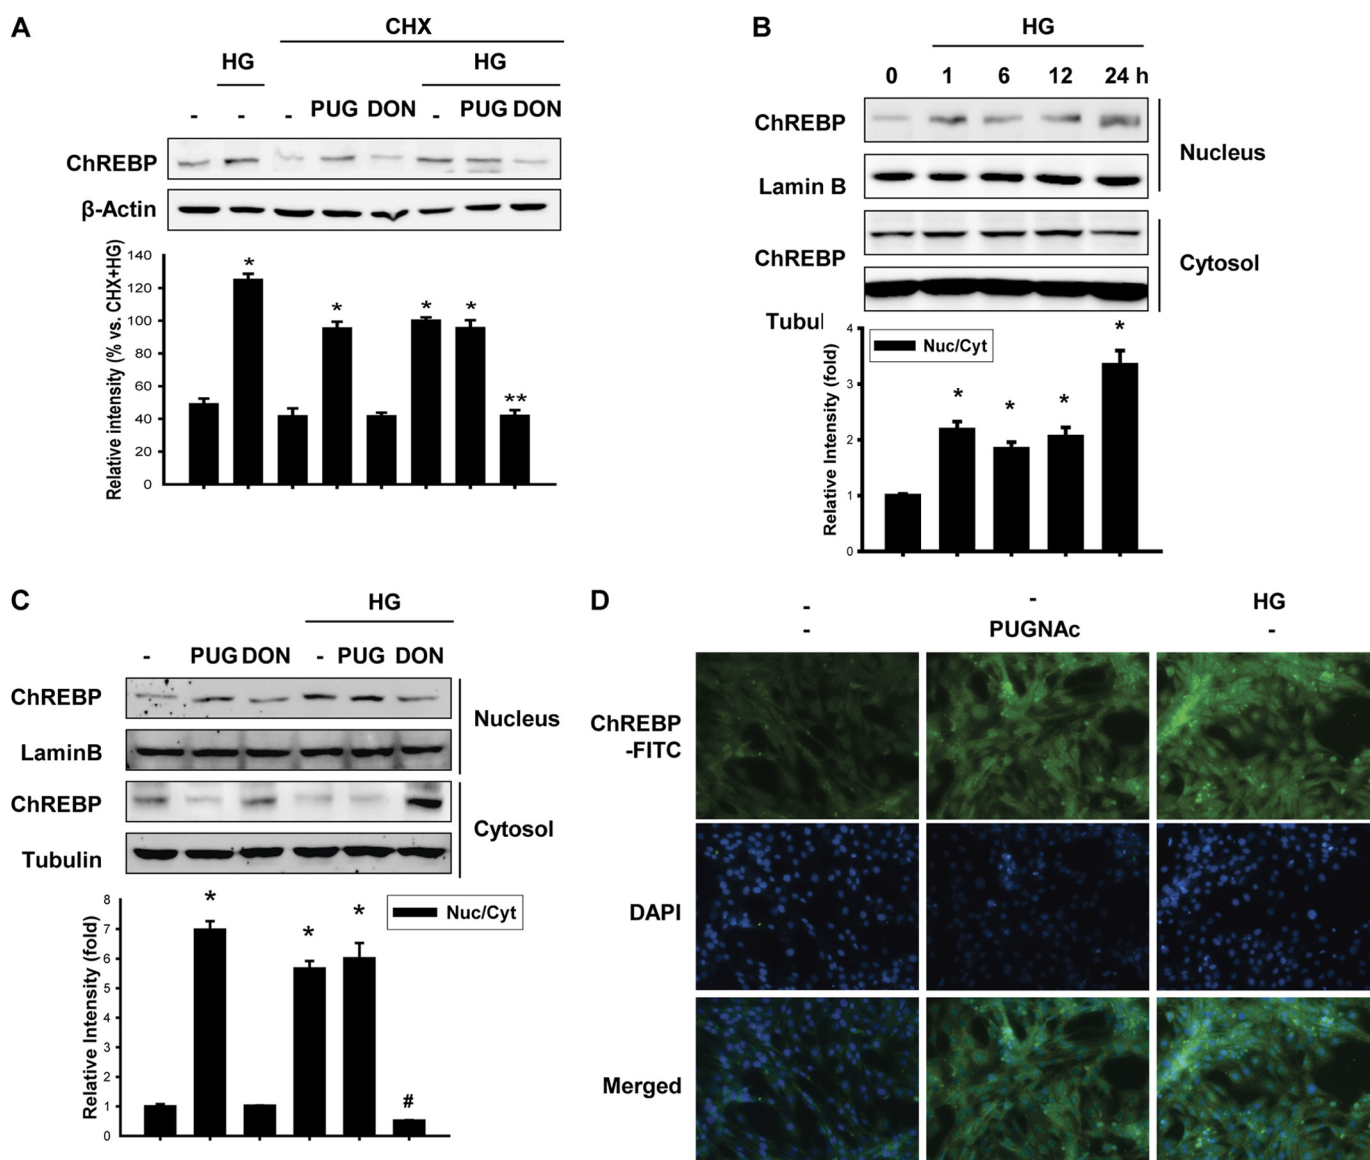 A
CHX
HG
HG
-
-
-
PUG
DON
-
PUG
DON
ChREBP
β-Actin
Relative intensity (% vs. CHX+HG)
140
120
100
80
60
40
20
0
*
*
*
*
**
B
HG
0
1
6
12
24 h
ChREBP
Lamin B
Nucleus
ChREBP
Cytosol
Tubul
Relative Intensity (fold)
4
3
2
1
0
Nuc/Cyt
*
*
*
*
C
HG
-
PUG
DON
-
PUG
DON
ChREBP
LaminB
Nucleus
ChREBP
Tubulin
Cytosol
Relative Intensity (fold)
8
7
6
5
4
3
2
1
0
Nuc/Cyt
*
*
*
#
D
-
-
HG
-
PUGNAc
-
ChREBP
-FITC
DAPI
Merged